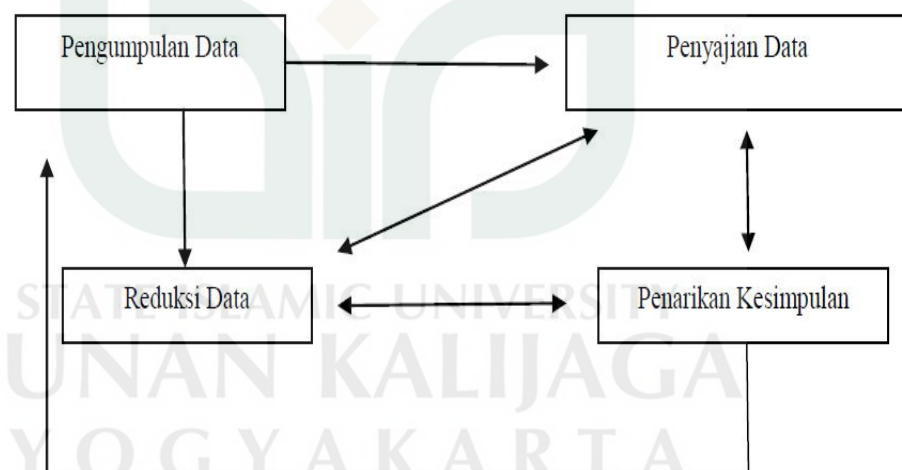 Pengumpulan Data
Penyajian Data
Reduksi Data
Penarikan Kesimpulan
STATE ISLAMIC UNIVERSITY
UNAN KALIJAGA
YOGYAKARTA